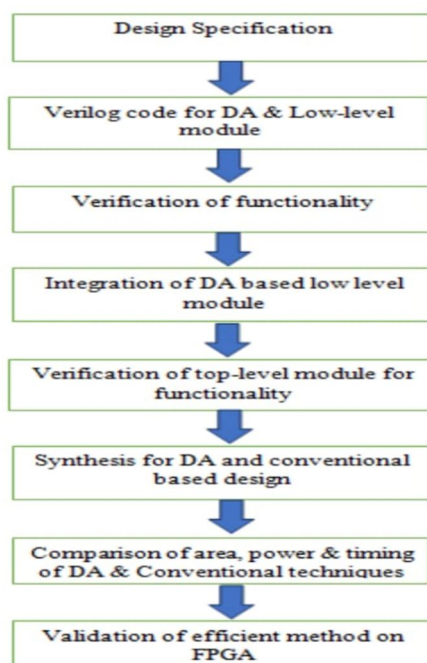 Design Specification
Verilog code for DA & Low-level
module
Verification of functionality
Integration of DA based low level
module
Verification of top-level module for
functionality
Synthesis for DA and conventional
based design
Comparison of area, power & timing
of DA & Conventional techniques
Validation of efficient method on
FPGA